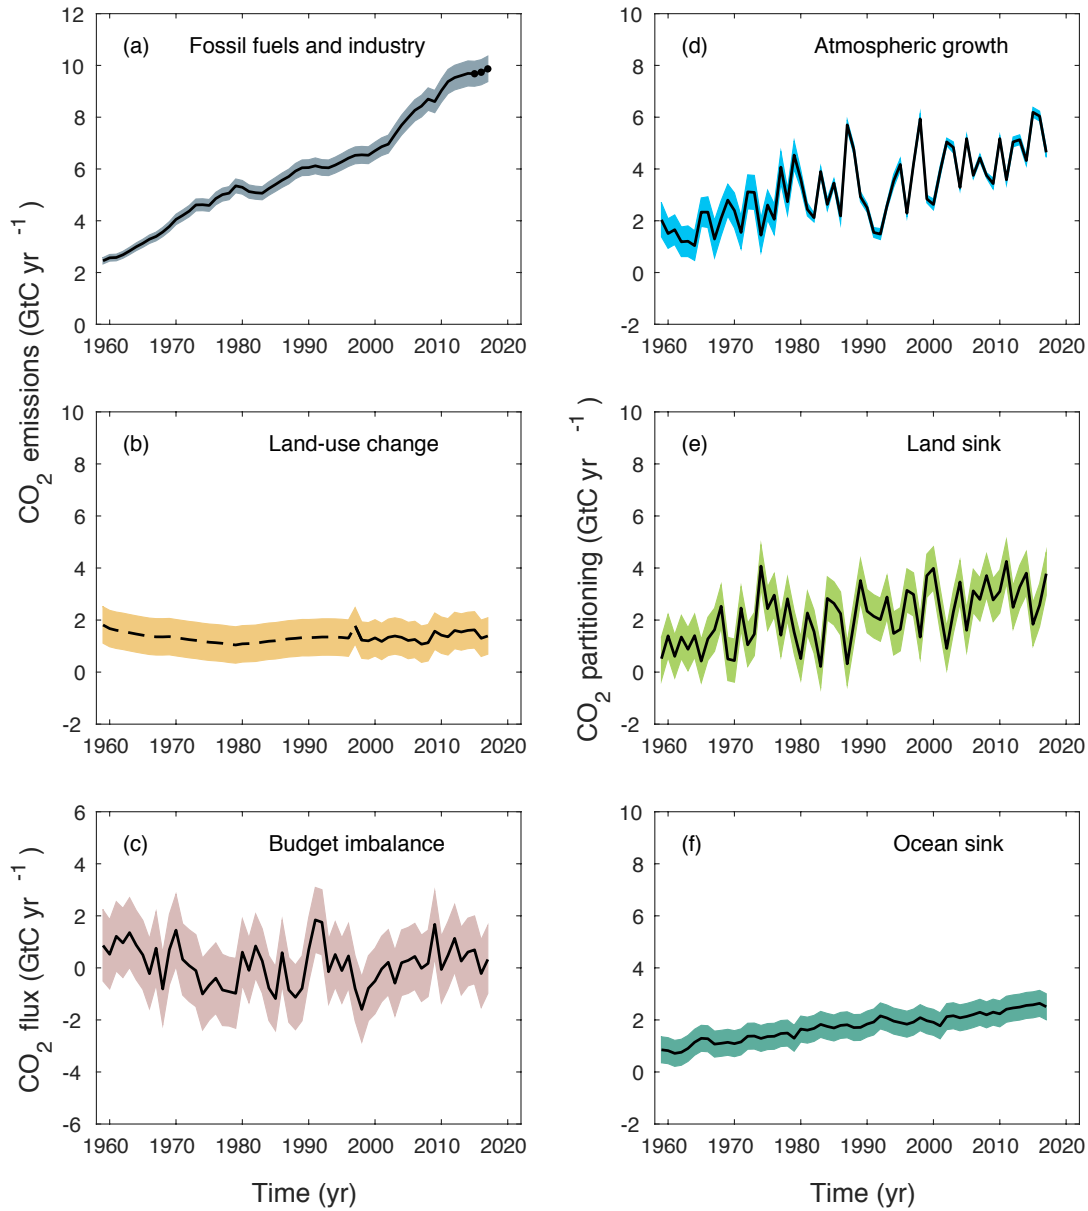 (a) Fossil fuels and industry
12
10
8
6
4
2
0
1960 1970 1980 1990 2000 2010 2020
CO2 emissions (GtC yr -1)
(b) Land-use change
10
8
6
4
2
0
-2
1960 1970 1980 1990 2000 2010 2020
(c) Budget imbalance
6
4
2
0
-2
-4
-6
1960 1970 1980 1990 2000 2010 2020
CO2 flux (GtC yr -1)
Time (yr)
(d) Atmospheric growth
10
8
6
4
2
0
-2
1960 1970 1980 1990 2000 2010 2020
CO2 partitioning (GtC yr -1)
(e) Land sink
10
8
6
4
2
0
-2
1960 1970 1980 1990 2000 2010 2020
(f) Ocean sink
10
8
6
4
2
0
-2
1960 1970 1980 1990 2000 2010 2020
Time (yr)